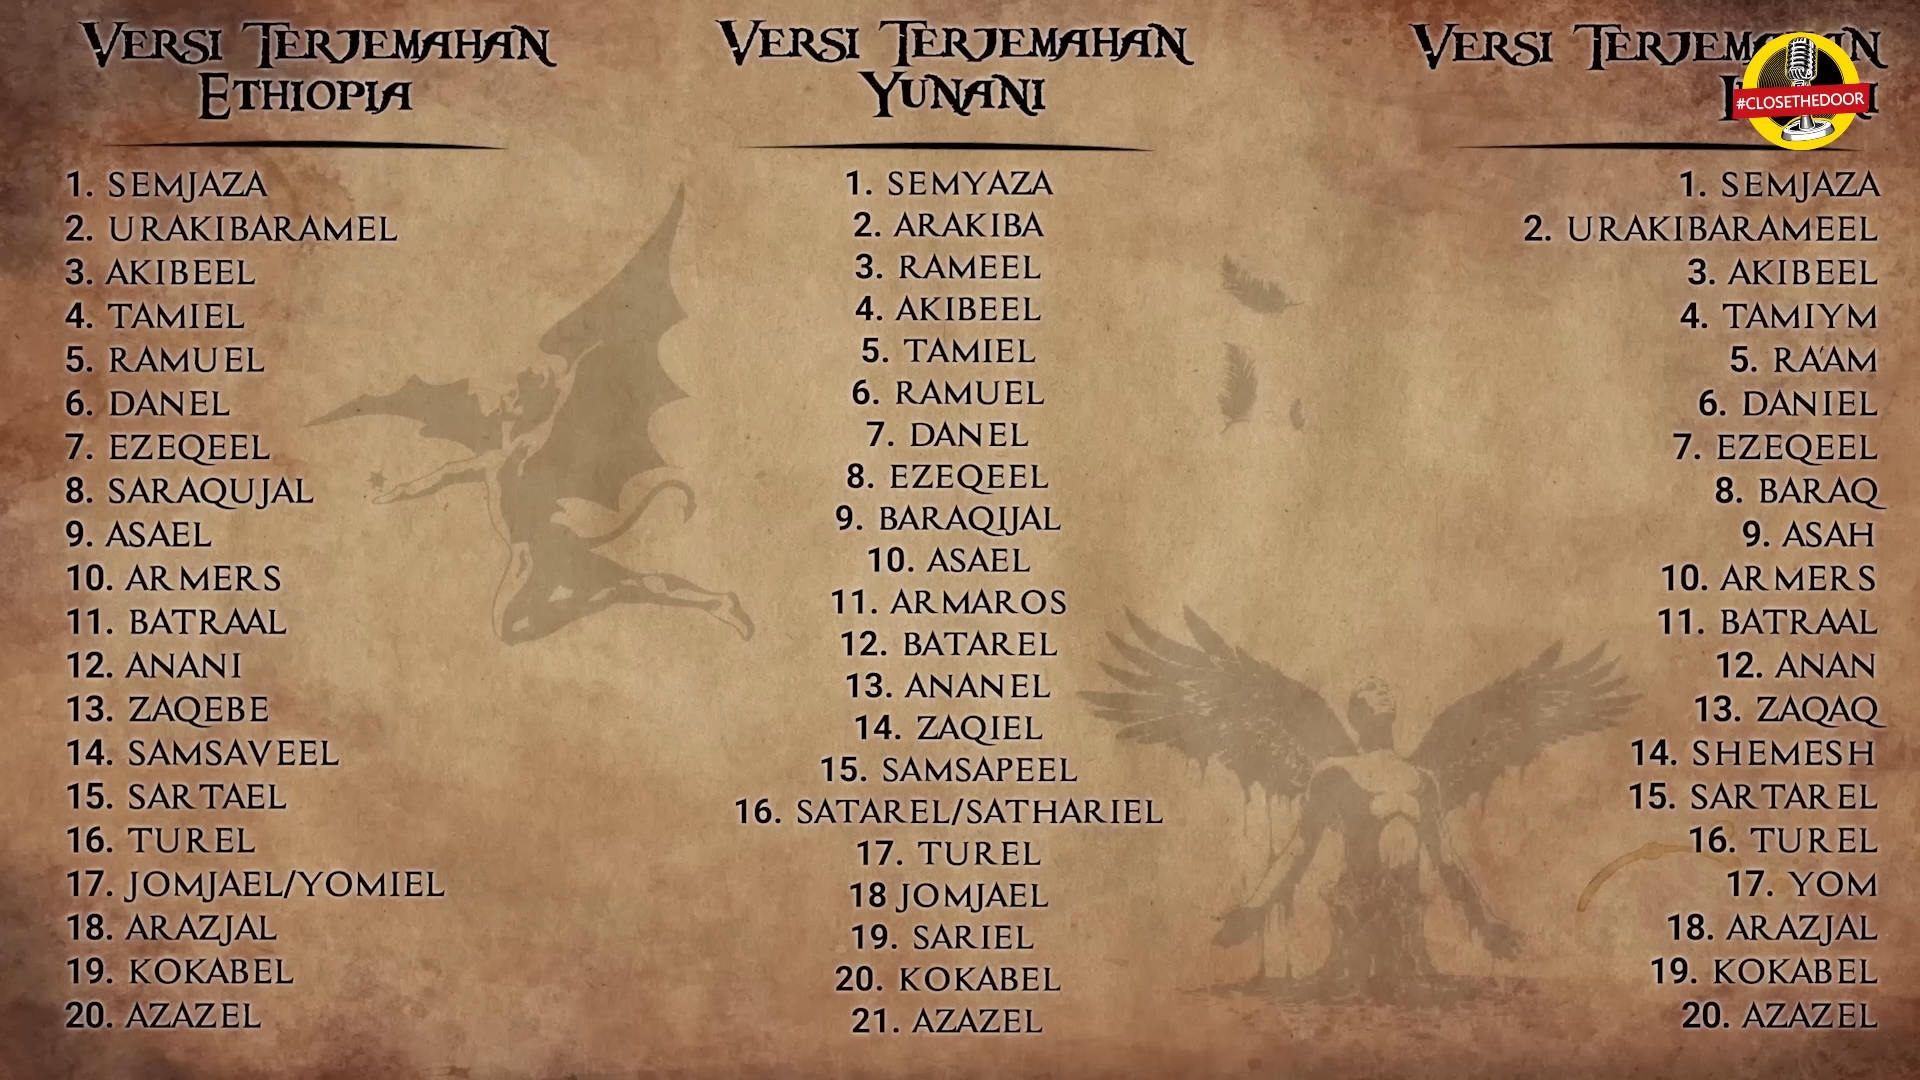 VERSI TERJEMAHAN
ETHIOPIA
1. SEMJAZA
2. URAKIBARAMEL
3. AKIBEEL
4. TAMIEL
5. RAMUEL
6. DANEL
7. EZEQEEL
8. SARAQUJAL
9. ASAEL
10. ARMERS
11. BATRAAL
12. ANANI
13. ZAQEBE
14. SAMSAVEEL
15. SARTAEL
16. TUREL
17. JOMJAEL/YOMIEL
18. ARAZJAL
19. KOKABEL
20. AZAZEL
VERSI TERJEMAHAN
YUNANI
1. SEMYAZA
2. ARAKIBA
3. RAMEEL
4. AKIBEEL
5. TAMIEL
6. RAMUEL
7. DANEL
8. EZEQEEL
9. BARAQIJAL
10. ASAEL
11. ARMAROS
12. BATAREL
13. ANANEL
14. ZAQIEL
15. SAMSAPEEL
16. SATAREL/SATHARIEL
17. TUREL
18 JOMJAEL
19. SARIEL
20. KOKABEL
21. AZAZEL
VERSI TERJEMAHAN
#CLOSETHEDOOR
1. SEMJAZA
2. URAKIBARAMEEL
3. AKIBEEL
4. TAMIYM
5. RA'AM
6. DANIEL
7. EZEQEEL
8. BARAQ
9. ASAH
10. ARMERS
11. BATRAAL
12. ANAN
13. ZAQAQ
14. SHEMESH
15. SARTAREL
16. TUREL
17. YOM
18. ARAZJAL
19. KOKABEL
20. AZAZEL